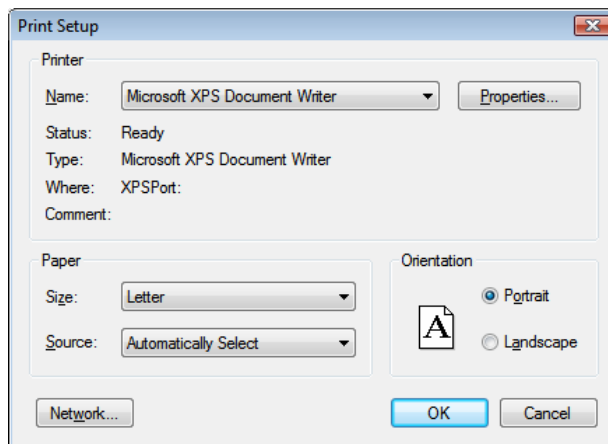 Print Setup
Printer
Name: Microsoft XPS Document Writer Properties...
Status: Ready
Type: Microsoft XPS Document Writer
Where: XPSPort:
Comment:
Paper
Size: Letter
Source: Automatically Select
Orientation
A
Portrait
Landscape
Network... OK Cancel